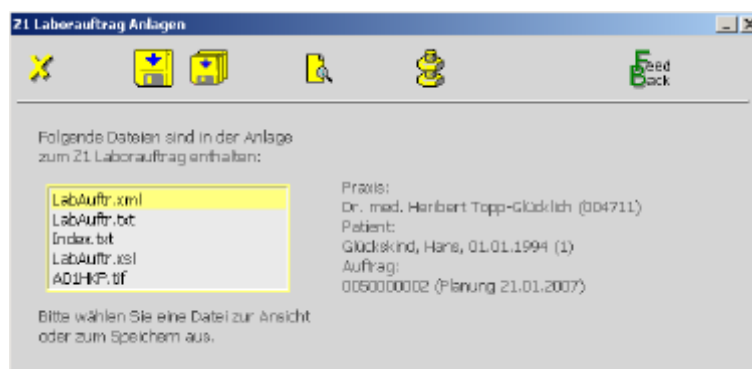 Z1 Laborauftrag Anlagen
Feed
Back
Folgende Dateien sind in der Anlage
zum Z1 Laborauftrag enthalten:
LabAuftr.xml
LabAuftr.txt
Index.txt
LabAuftr.xsl
A01HKP.tif
Praxis:
Dr. med. Heribert Topp-Glücklich (004711)
Patient:
Glückskind, Hans, 01.01.1994 (1)
Auftrag:
0050000002 (Planung 21.01.2007)
Bitte wählen Sie eine Datei zur Ansicht
oder zum Speichern aus.